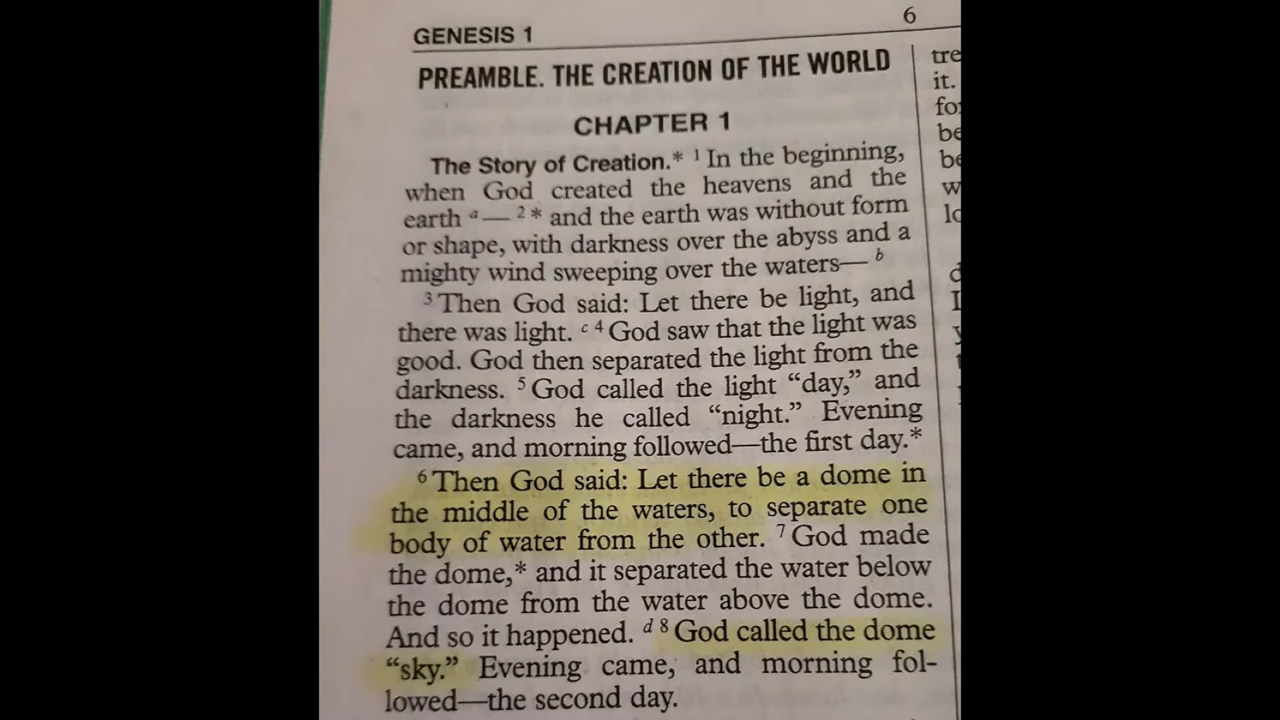 GENESIS 1
6
PREAMBLE. THE CREATION OF THE WORLD
CHAPTER 1
The Story of Creation.* 1 In the beginning,
when God created the heavens and the
earth a— 2 * and the earth was without form
or shape, with darkness over the abyss and a
mighty wind sweeping over the waters— b
3 Then God said: Let there be light, and
there was light. c 4 God saw that the light was
good. God then separated the light from the
darkness. 5 God called the light “day,” and
the darkness he called “night.” Evening
came, and morning followed—the first day.*
6 Then God said: Let there be a dome in
the middle of the waters, to separate one
body of water from the other. 7 God made
the dome,* and it separated the water below
the dome from the water above the dome.
And so it happened. d 8 God called the dome
“sky.” Evening came, and morning fol-
lowed—the second day.
tre
it.
be